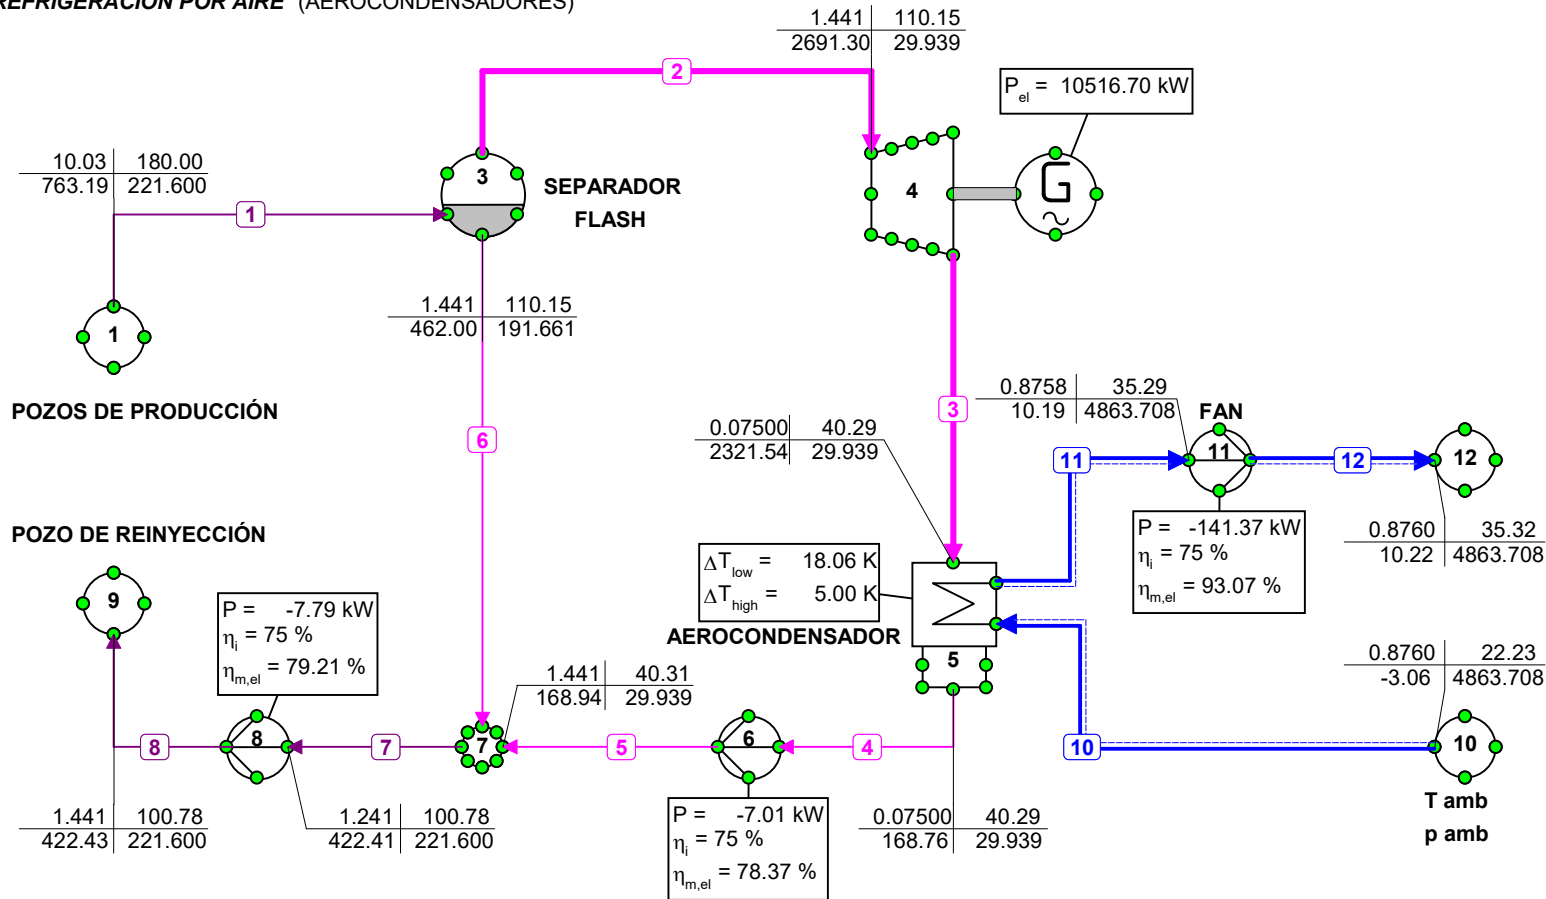 REFRIGERACIÓN POR AIRE (AEROCONDENSADORES)
1.441 110.15
2691.30 29.939
2
P el = 10516.70 kW
10.03 180.00
763.19 221.600
3
SEPARADOR
FLASH
4
G
1
1.441 110.15
462.00 191.661
1
POZOS DE PRODUCCIÓN
0.8758 35.29
10.19 4863.708
FAN
3
0.07500 40.29
2321.54 29.939
6
11
11
12
12
POZO DE REINYECCIÓN
P = -141.37 kW
ηi = 75 %
ηm,el = 93.07 %
0.8760 35.32
10.22 4863.708
ΔTlow = 18.06 K
ΔThigh = 5.00 K
9
P = -7.79 kW
ηi = 75 %
ηm,el = 79.21 %
AEROCONDENSADOR
5
0.8760 22.23
-3.06 4863.708
1.441 40.31
168.94 29.939
8
8
7
7
5
6
4
10
10
T amb
p amb
1.441 100.78
422.43 221.600
1.241 100.78
422.41 221.600
P = -7.01 kW
ηi = 75 %
ηm,el = 78.37 %
0.07500 40.29
168.76 29.939